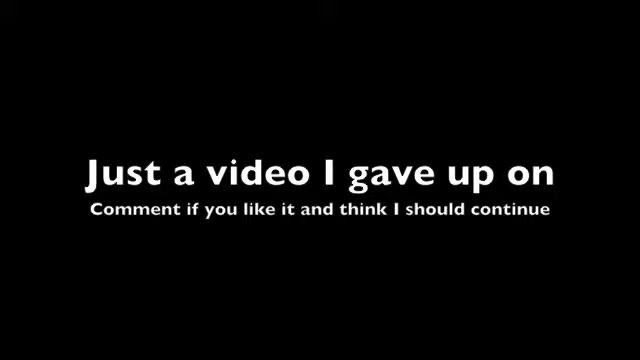 Just a video I gave up on
Comment if you like it and think I should continue